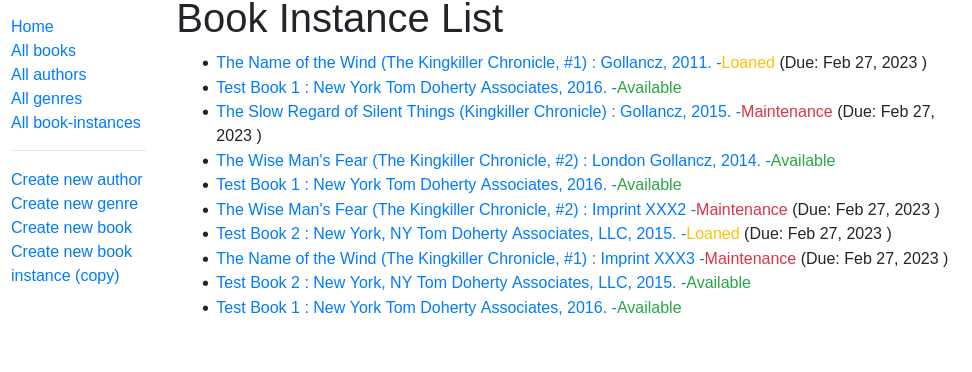 Home
All books
All authors
All genres
All book-instances
Create new author
Create new genre
Create new book
Create new book
instance (copy)
Book Instance List
• The Name of the Wind (The Kingkiller Chronicle, #1) : Gollancz, 2011. -Loaned (Due: Feb 27, 2023 )
• Test Book 1 : New York Tom Doherty Associates, 2016. -Available
• The Slow Regard of Silent Things (Kingkiller Chronicle) : Gollancz, 2015. -Maintenance (Due: Feb 27,
2023 )
• The Wise Man's Fear (The Kingkiller Chronicle, #2) : London Gollancz, 2014. -Available
• Test Book 1 : New York Tom Doherty Associates, 2016. -Available
• The Wise Man's Fear (The Kingkiller Chronicle, #2) : Imprint XXX2 -Maintenance (Due: Feb 27, 2023 )
• Test Book 2 : New York, NY Tom Doherty Associates, LLC, 2015. -Loaned (Due: Feb 27, 2023 )
• The Name of the Wind (The Kingkiller Chronicle, #1) : Imprint XXX3 -Maintenance (Due: Feb 27, 2023 )
• Test Book 2 : New York, NY Tom Doherty Associates, LLC, 2015. -Available
• Test Book 1 : New York Tom Doherty Associates, 2016. -Available